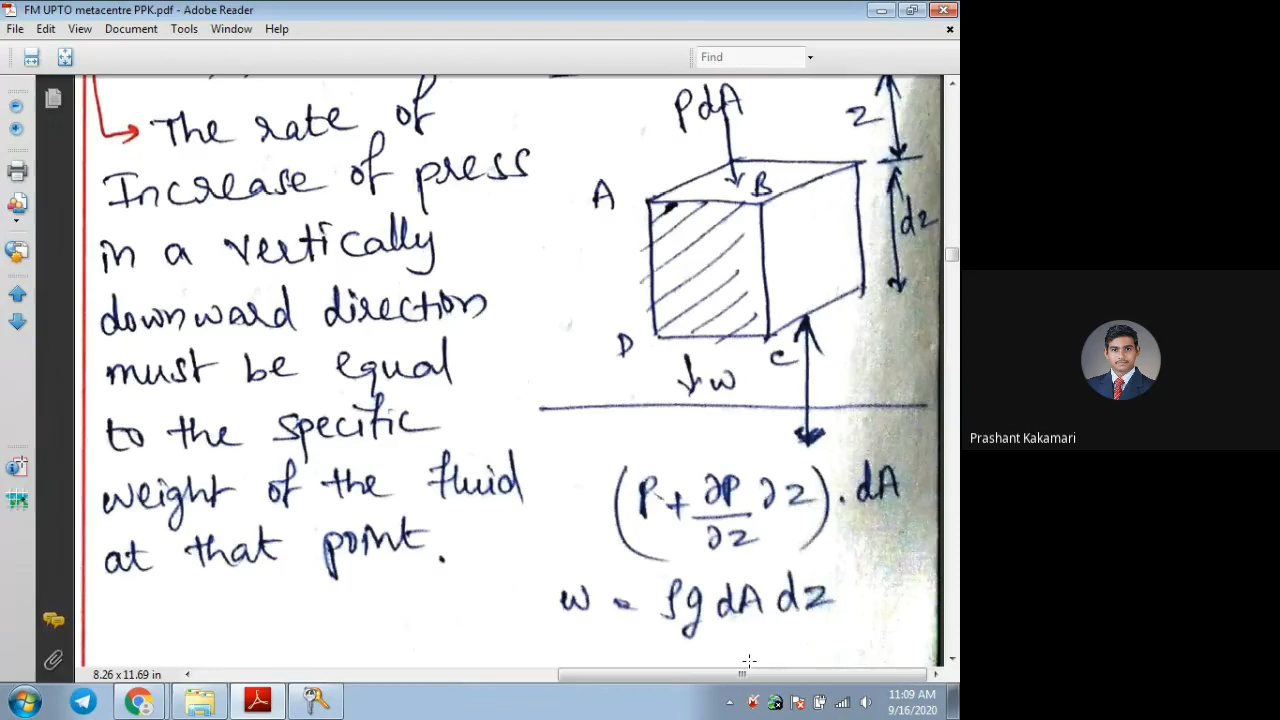 FM UPTO metacentre PPK.pdf - Adobe Reader
File Edit View Document Tools Window Help
Find
The rate of
Increase of press
in a vertically
downward direction
must be equal
to the specific
weight of the fluid
at that point.
PdA
z
A
B
dz
D
C
w
(P + ∂P/∂z ∂z) . dA
w = ρg dA dz
8.26 x 11.69 in
Prashant Kakamari
11:09 AM
9/16/2020